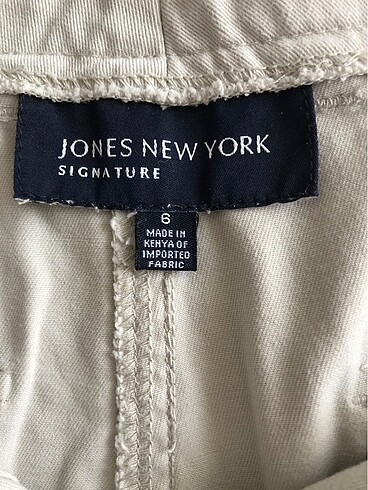 JONES NEW YORK
SIGNATURE
6
MADE IN
KENYA OF
IMPORTED
FABRIC